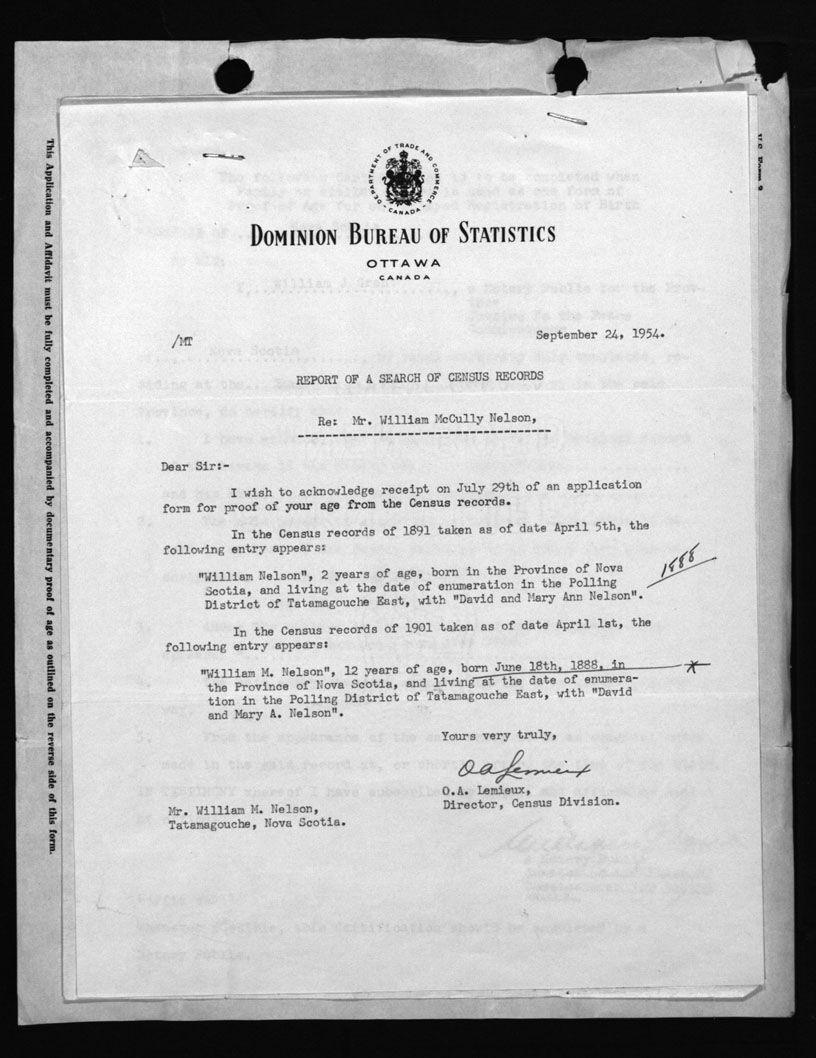 DEPARTMENT OF TRADE AND COMMERCE
CANADA
DOMINION BUREAU OF STATISTICS
OTTAWA
CANADA
/MT
September 24, 1954.
REPORT OF A SEARCH OF CENSUS RECORDS
Re: Mr. William McCully Nelson,
Dear Sir:-
I wish to acknowledge receipt on July 29th of an application
form for proof of your age from the Census records.
In the Census records of 1891 taken as of date April 5th, the
following entry appears:
"William Nelson", 2 years of age, born in the Province of Nova
Scotia, and living at the date of enumeration in the Polling
District of Tatamagouche East, with "David and Mary Ann Nelson".
1888
In the Census records of 1901 taken as of date April 1st, the
following entry appears:
"William M. Nelson", 12 years of age, born June 18th, 1888, in
the Province of Nova Scotia, and living at the date of enumera-
tion in the Polling District of Tatamagouche East, with "David
and Mary A. Nelson".
Yours very truly,
O A Lemieux
O.A. Lemieux,
Director, Census Division.
Mr. William M. Nelson,
Tatamagouche, Nova Scotia.
This Application and Affidavit must be fully completed and accompanied by documentary proof of age as outlined on the reverse side of this form.